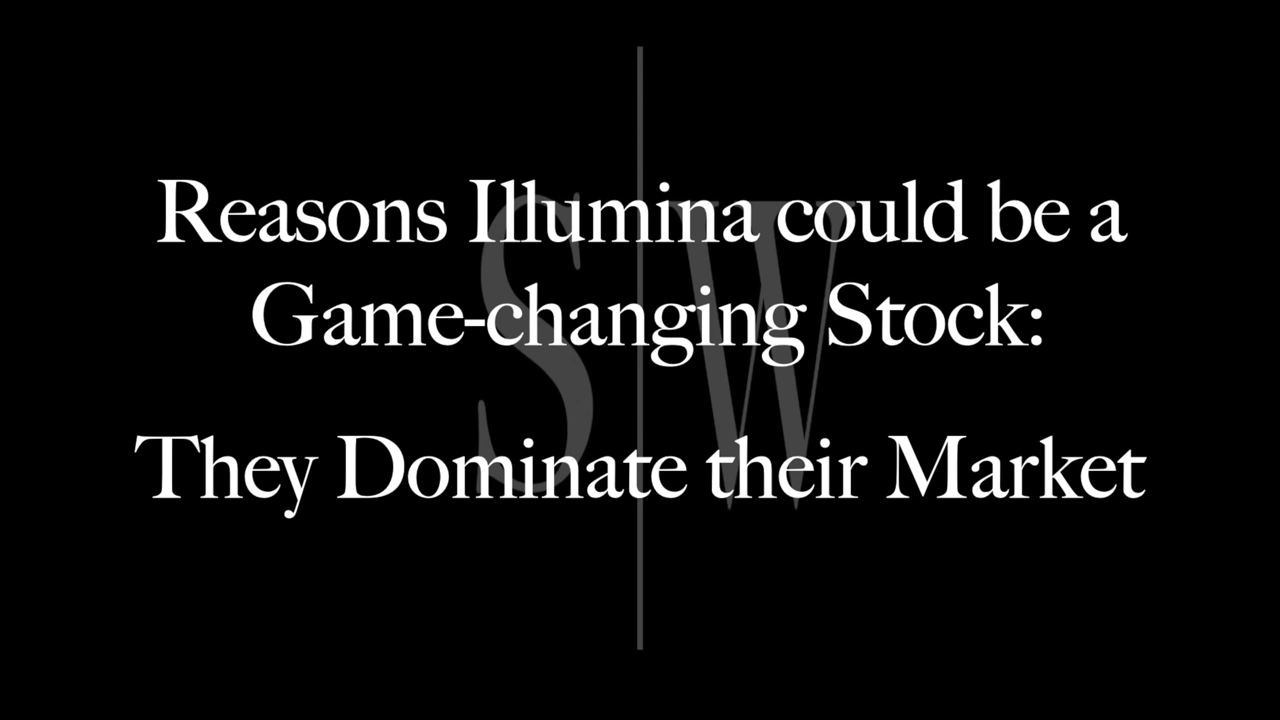 Reasons Illumina could be a
Game-changing Stock:
They Dominate their Market
S W